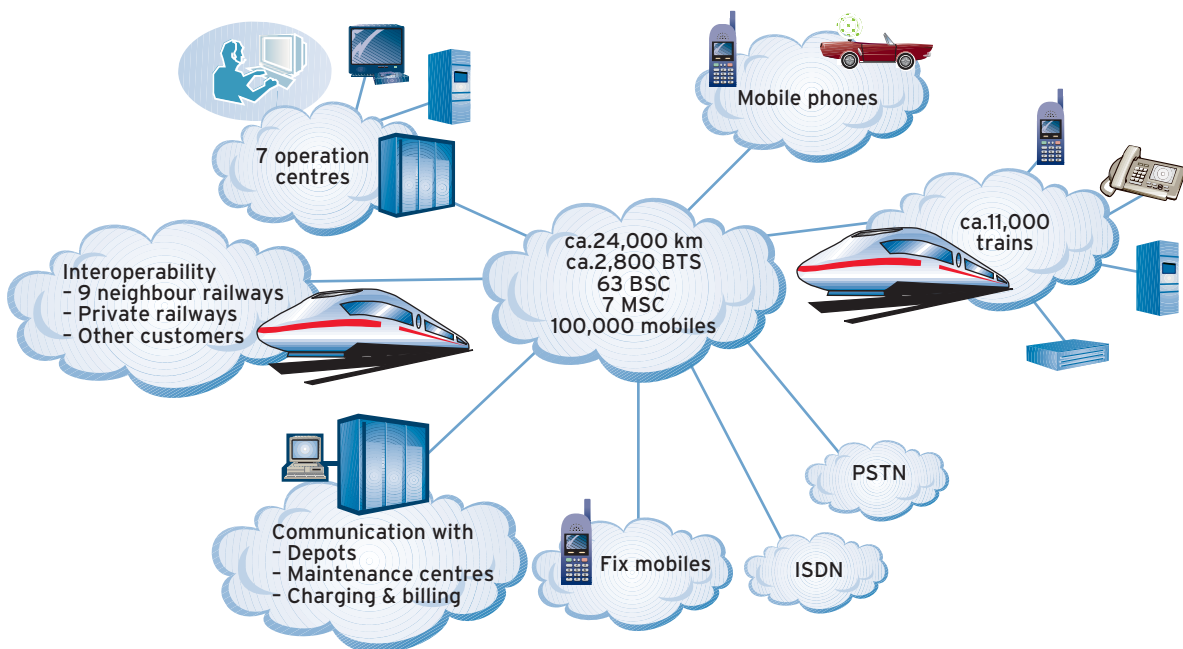 7 operation
centres
Mobile phones
ca.11,000
trains
ca.24,000 km
ca.2,800 BTS
63 BSC
7 MSC
100,000 mobiles
Interoperability
– 9 neighbour railways
– Private railways
– Other customers
PSTN
Communication with
– Depots
– Maintenance centres
– Charging & billing
Fix mobiles
ISDN